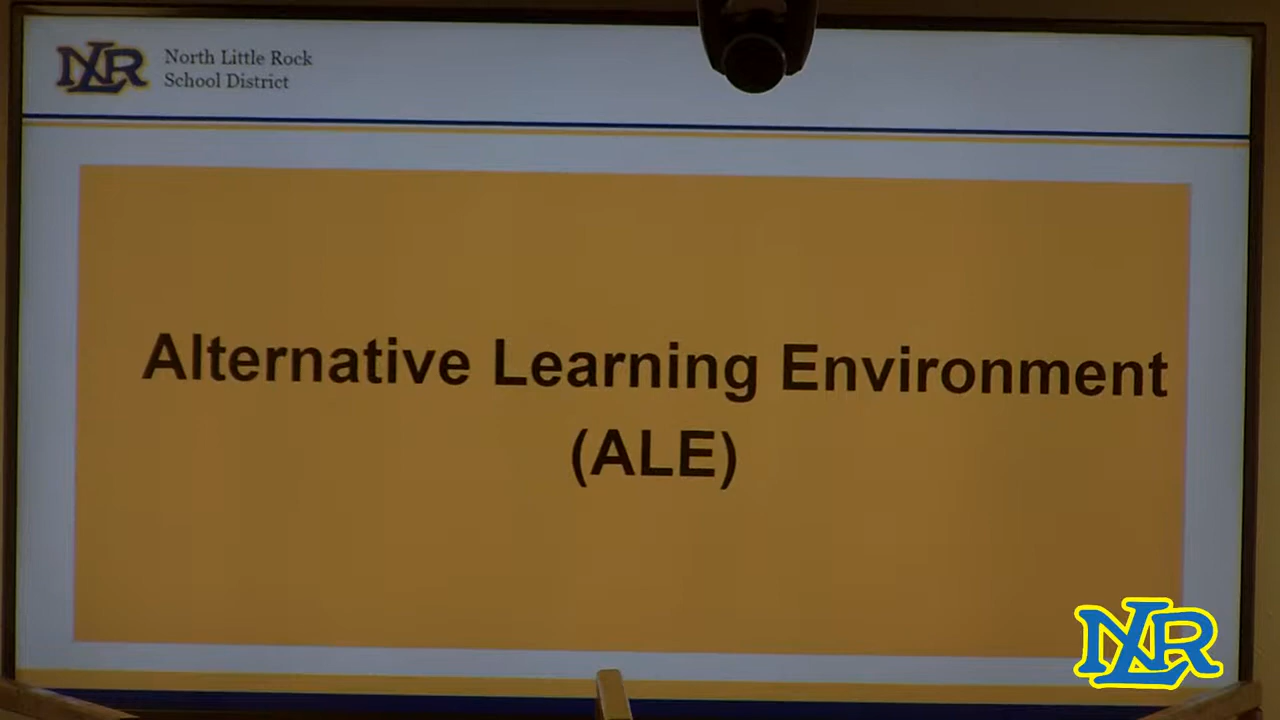 NLR
North Little Rock
School District
Alternative Learning Environment
(ALE)
NLR